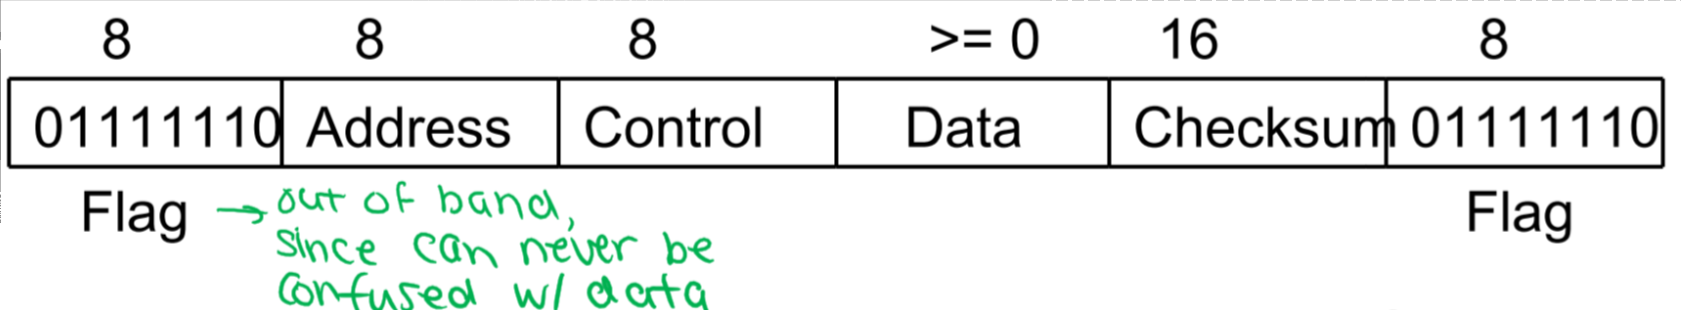 8 8 8 >= 0 16 8
01111110 Address Control Data Checksum 01111110
Flag → out of band, Flag
since can never be
confused w/ data